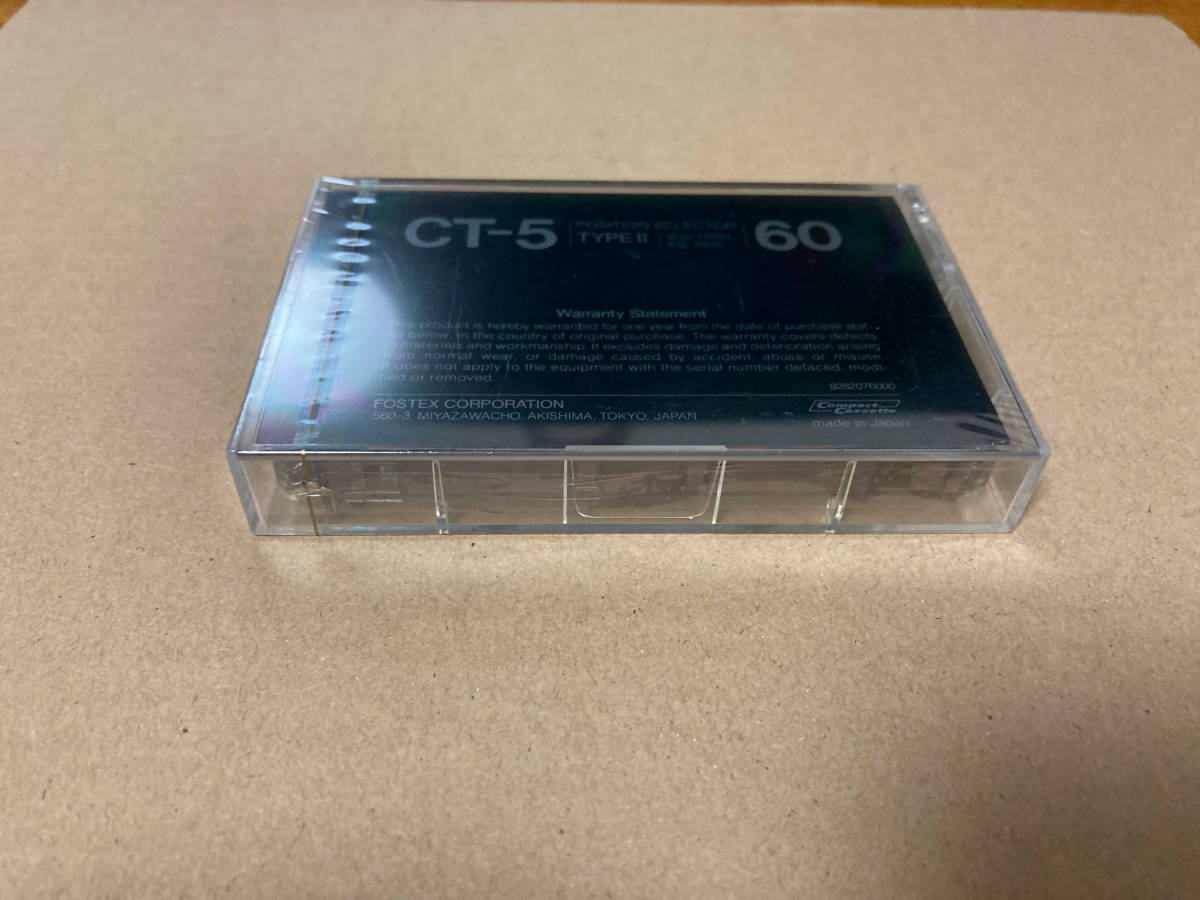 CT-5 POSITION SELECTOR TYPE II 60
Warranty Statement
This product is hereby warranted for one year from the date of purchase stat-
ed below, in the country of original purchase. The warranty covers defects
materials and workmanship. It excludes damage and deterioration arising
from normal wear, or damage caused by accident, abuse or misuse
It does not apply to the equipment with the serial number defaced, modi-
fied or removed.
8282076000
FOSTEX CORPORATION
560-3, MIYAZAWACHO, AKISHIMA, TOKYO, JAPAN
Compact
Cassette
made in Japan